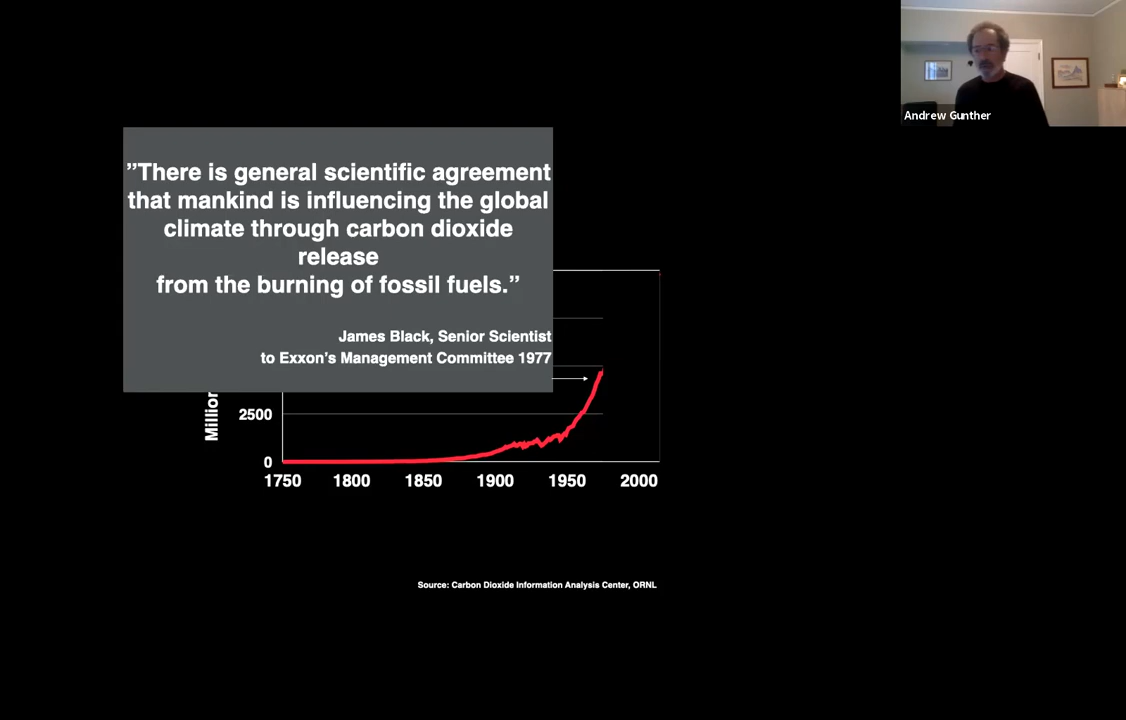 Andrew Gunther
”There is general scientific agreement
that mankind is influencing the global
climate through carbon dioxide
release
from the burning of fossil fuels.”
James Black, Senior Scientist
to Exxon’s Management Committee 1977
Million
2500
0
1750 1800 1850 1900 1950 2000
Source: Carbon Dioxide Information Analysis Center, ORNL